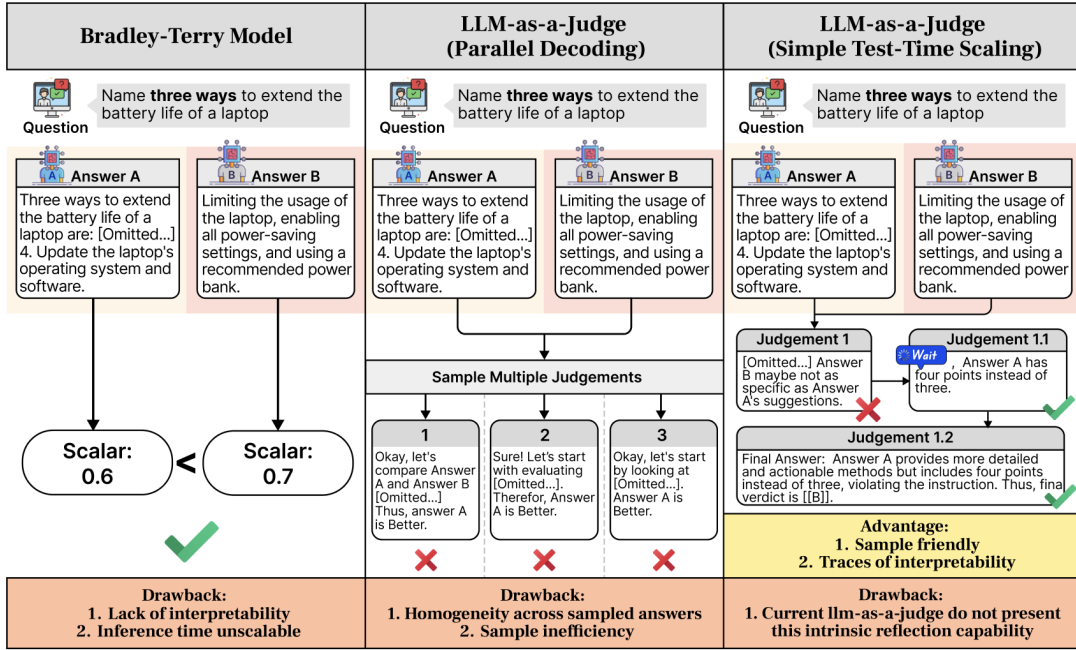 Bradley-Terry Model
Question
Name three ways to extend the
battery life of a laptop
A
Answer A
Three ways to extend
the battery life of a
laptop are: [Omitted...]
4. Update the laptop's
operating system and
software.
B
Answer B
Limiting the usage of
the laptop, enabling
all power-saving
settings, and using a
recommended power
bank.
Scalar:
0.6
<
Scalar:
0.7
Drawback:
1. Lack of interpretability
2. Inference time unscalable
LLM-as-a-Judge
(Parallel Decoding)
Question
Name three ways to extend the
battery life of a laptop
A
Answer A
Three ways to extend
the battery life of a
laptop are: [Omitted...]
4. Update the laptop's
operating system and
software.
B
Answer B
Limiting the usage of
the laptop, enabling
all power-saving
settings, and using a
recommended power
bank.
Sample Multiple Judgements
1
Okay, let's
compare Answer
A and Answer B
[Omitted...]
Thus, answer A
is Better.
2
Sure! Let's start
with evaluating
[Omitted...].
Therefor, Answer
A is Better.
3
Okay, let's start
by looking at
[Omitted...].
Answer A is
Better.
Drawback:
1. Homogeneity across sampled answers
2. Sample inefficiency
LLM-as-a-Judge
(Simple Test-Time Scaling)
Question
Name three ways to extend the
battery life of a laptop
A
Answer A
Three ways to extend
the battery life of a
laptop are: [Omitted...]
4. Update the laptop's
operating system and
software.
B
Answer B
Limiting the usage of
the laptop, enabling
all power-saving
settings, and using a
recommended power
bank.
Judgement 1
[Omitted...] Answer
B maybe not as
specific as Answer
A's suggestions.
Judgement 1.1
Wait , Answer A has
four points instead of
three.
Judgement 1.2
Final Answer: Answer A provides more detailed
and actionable methods but includes four points
instead of three, violating the instruction. Thus, final
verdict is [[B]].
Advantage:
1. Sample friendly
2. Traces of interpretability
Drawback:
1. Current llm-as-a-judge do not present
this intrinsic reflection capability